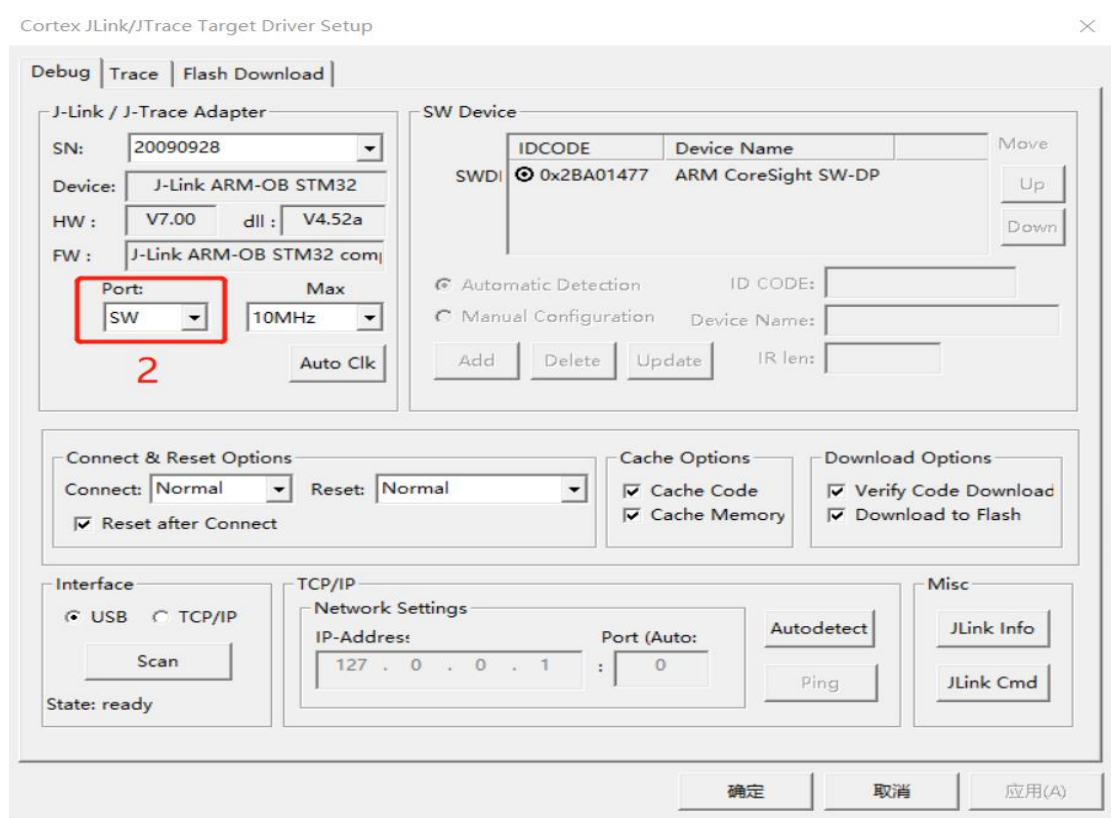 Cortex JLink/JTrace Target Driver Setup
Debug
Trace
Flash Download
J-Link / J-Trace Adapter
SN:
20090928
Device:
J-Link ARM-OB STM32
HW :
V7.00
dll :
V4.52a
FW :
J-Link ARM-OB STM32 comp
Port:
SW
Max
10MHz
2
Auto Clk
SW Device
IDCODE
Device Name
SWDI
0x2BA01477
ARM CoreSight SW-DP
Move
Up
Down
Automatic Detection
Manual Configuration
ID CODE:
Device Name:
Add
Delete
Update
IR len:
Connect & Reset Options
Connect:
Normal
Reset:
Normal
Reset after Connect
Cache Options
Cache Code
Cache Memory
Download Options
Verify Code Download
Download to Flash
Interface
USB
TCP/IP
Scan
State: ready
TCP/IP
Network Settings
IP-Address
Port (Auto:
127 . 0 . 0 . 1
:
0
Autodetect
Ping
Misc
JLink Info
JLink Cmd
确定
取消
应用(A)